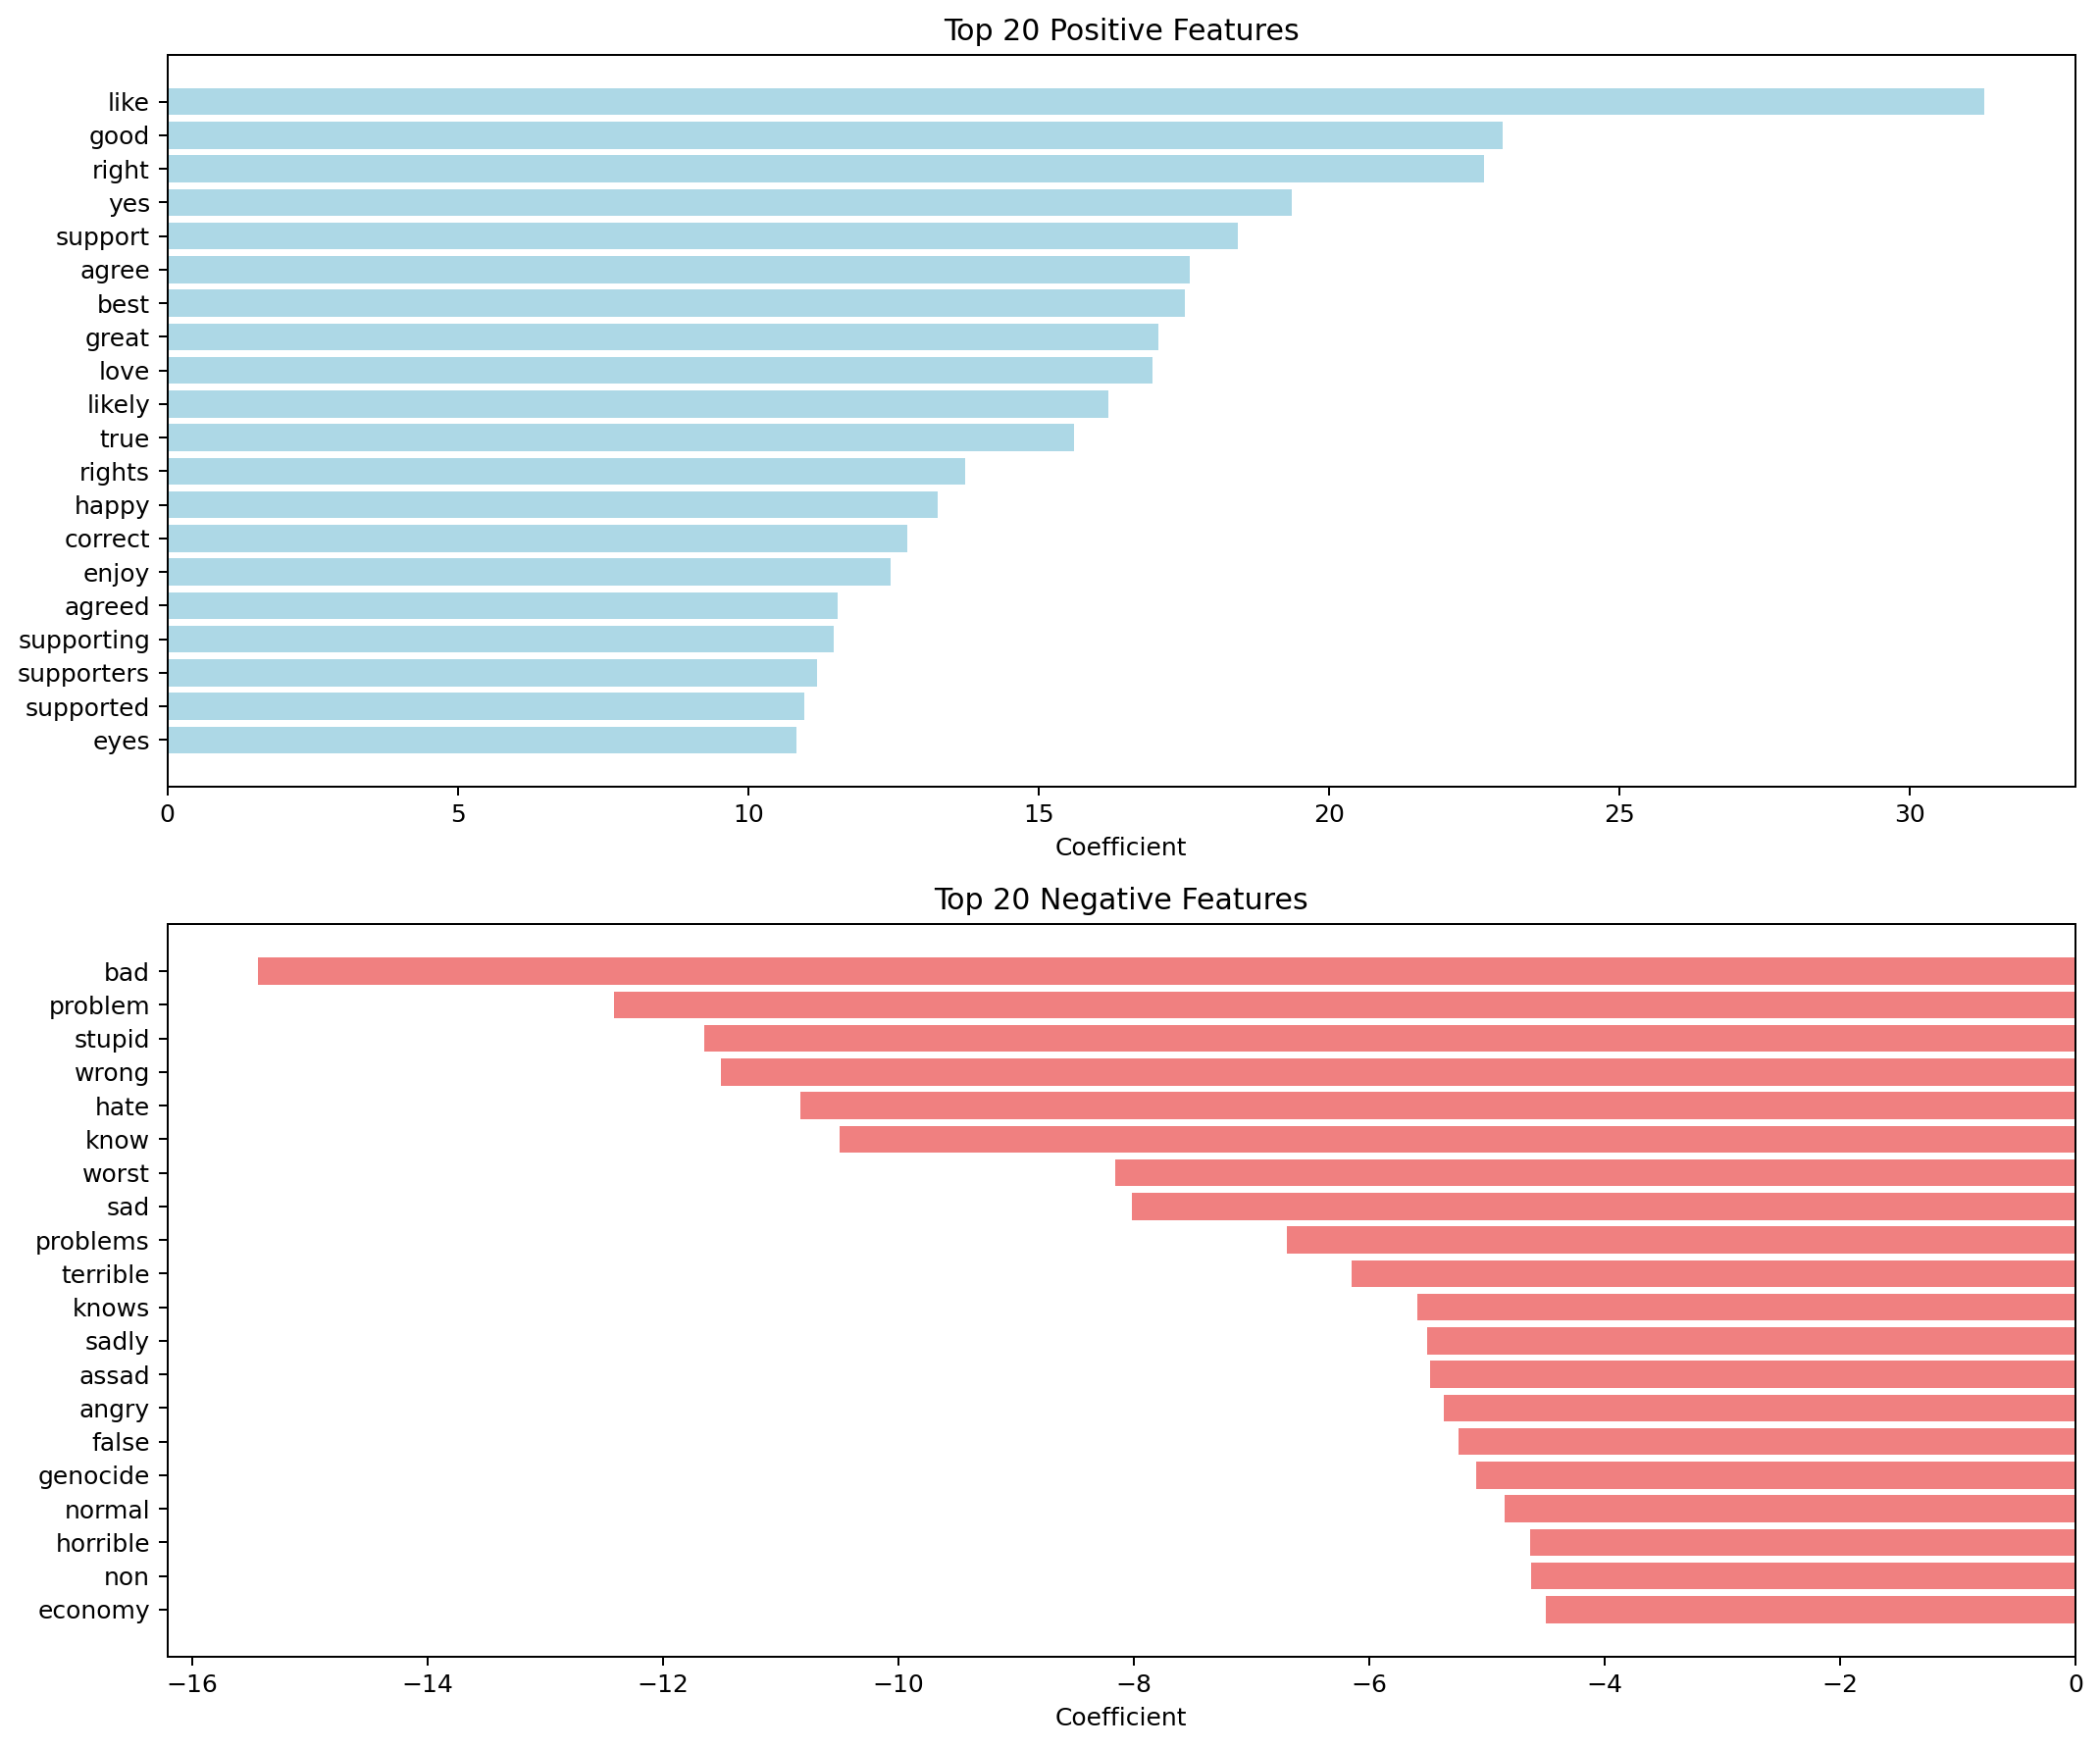 Top 20 Positive Features
like
good
right
yes
support
agree
best
great
love
likely
true
rights
happy
correct
enjoy
agreed
supporting
supporters
supported
eyes
0 5 10 15 20 25 30
Coefficient
Top 20 Negative Features
bad
problem
stupid
wrong
hate
know
worst
sad
problems
terrible
knows
sadly
assad
angry
false
genocide
normal
horrible
non
economy
−16 −14 −12 −10 −8 −6 −4 −2 0
Coefficient